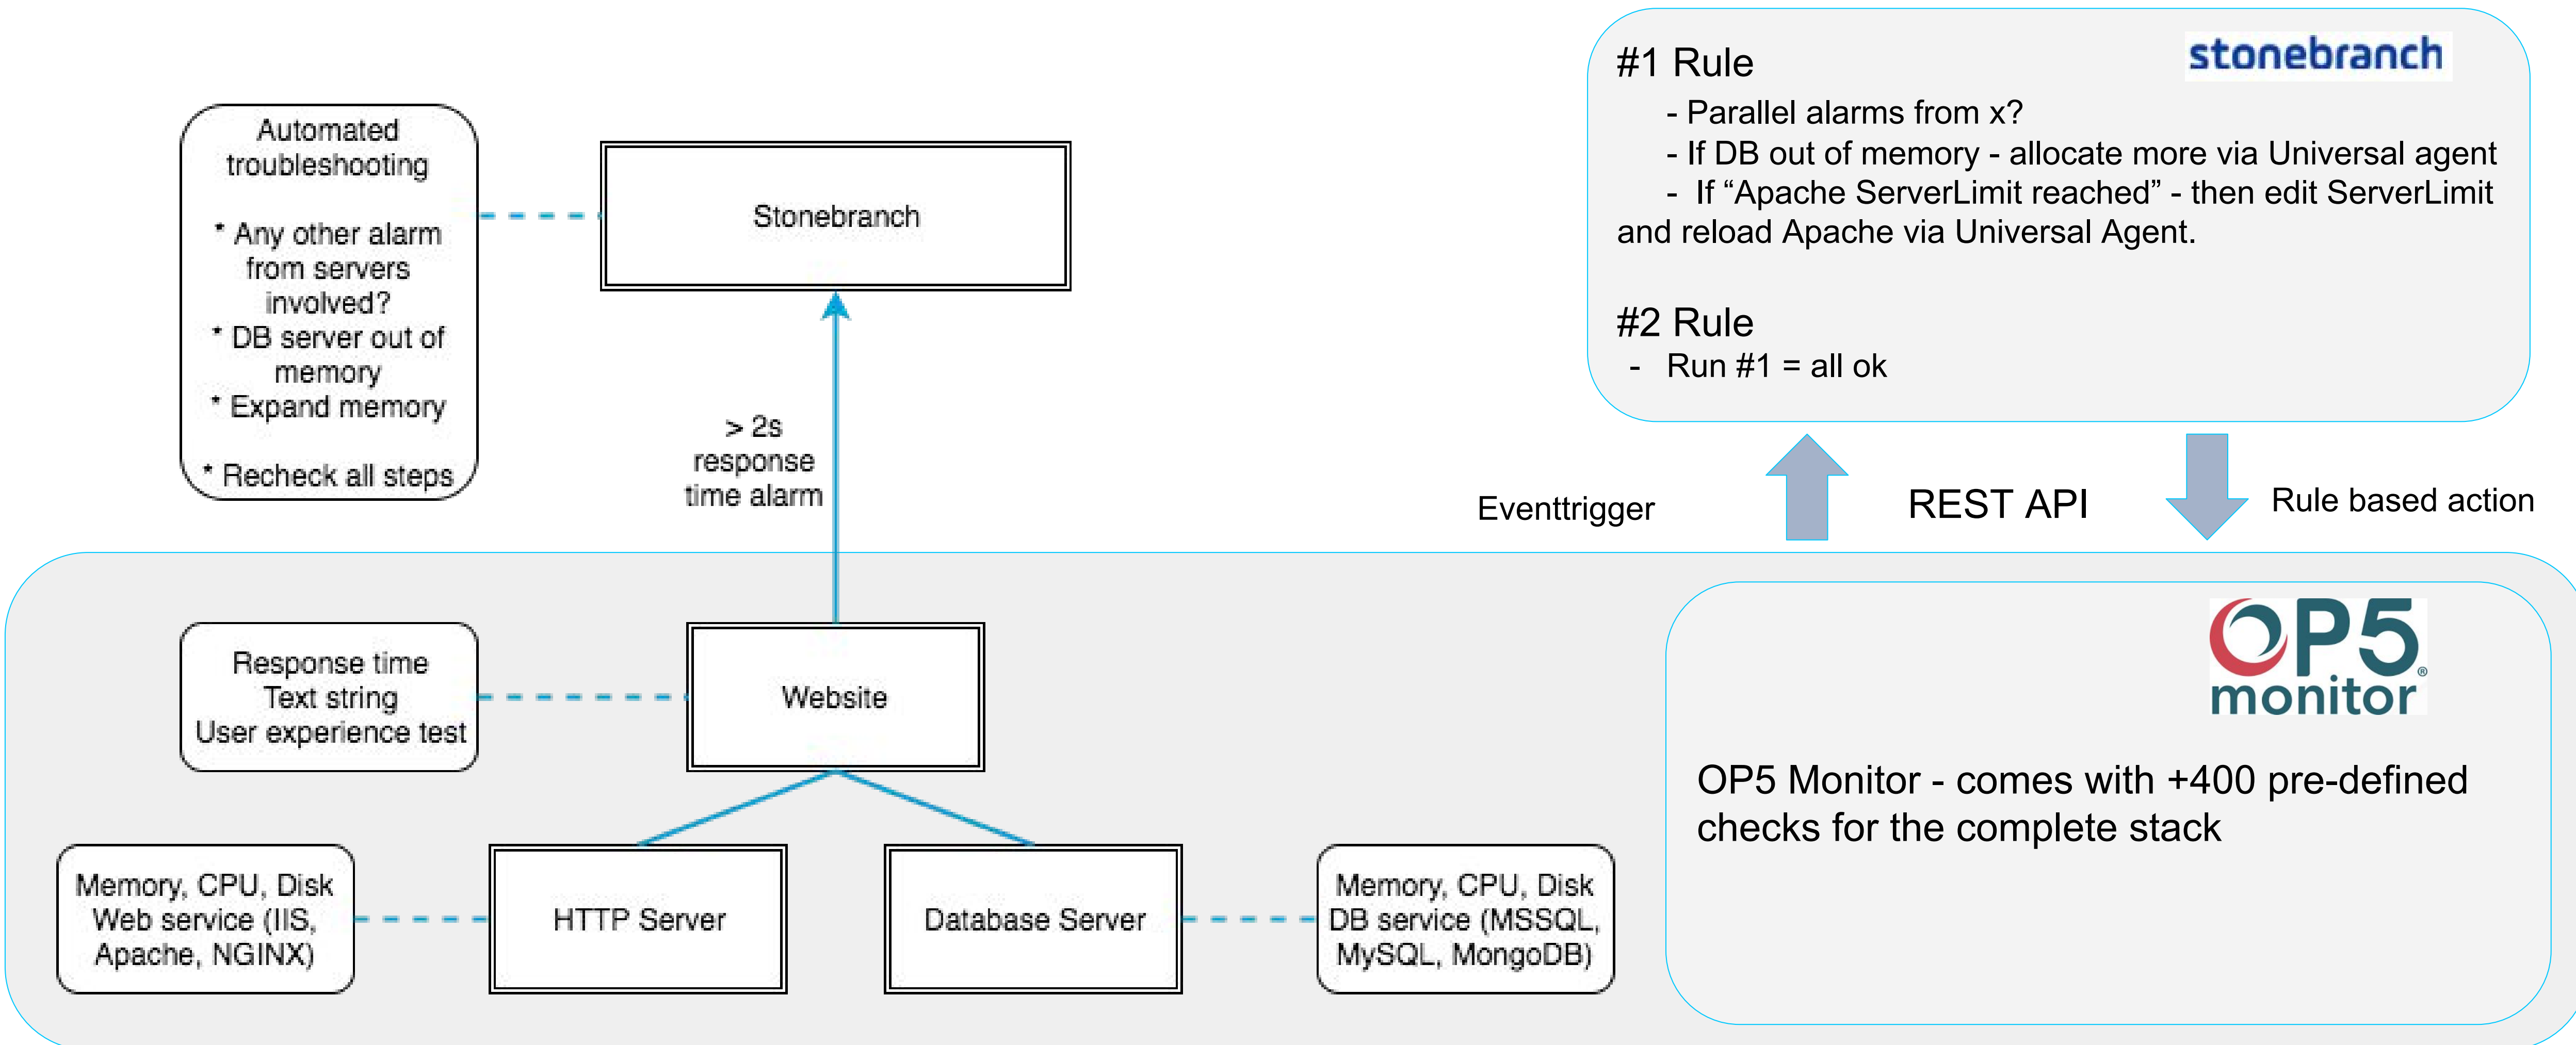 Automated
troubleshooting
* Any other alarm
from servers
involved?
* DB server out of
memory
* Expand memory
* Recheck all steps
Stonebranch
> 2s
response
time alarm
stonebranch
#1 Rule
- Parallel alarms from x?
- If DB out of memory - allocate more via Universal agent
- If “Apache ServerLimit reached” - then edit ServerLimit
and reload Apache via Universal Agent.
#2 Rule
- Run #1 = all ok
Eventtrigger
REST API
Rule based action
Response time
Text string
User experience test
Website
Memory, CPU, Disk
Web service (IIS,
Apache, NGINX)
HTTP Server
Database Server
Memory, CPU, Disk
DB service (MSSQL,
MySQL, MongoDB)
OP5®
monitor
OP5 Monitor - comes with +400 pre-defined
checks for the complete stack